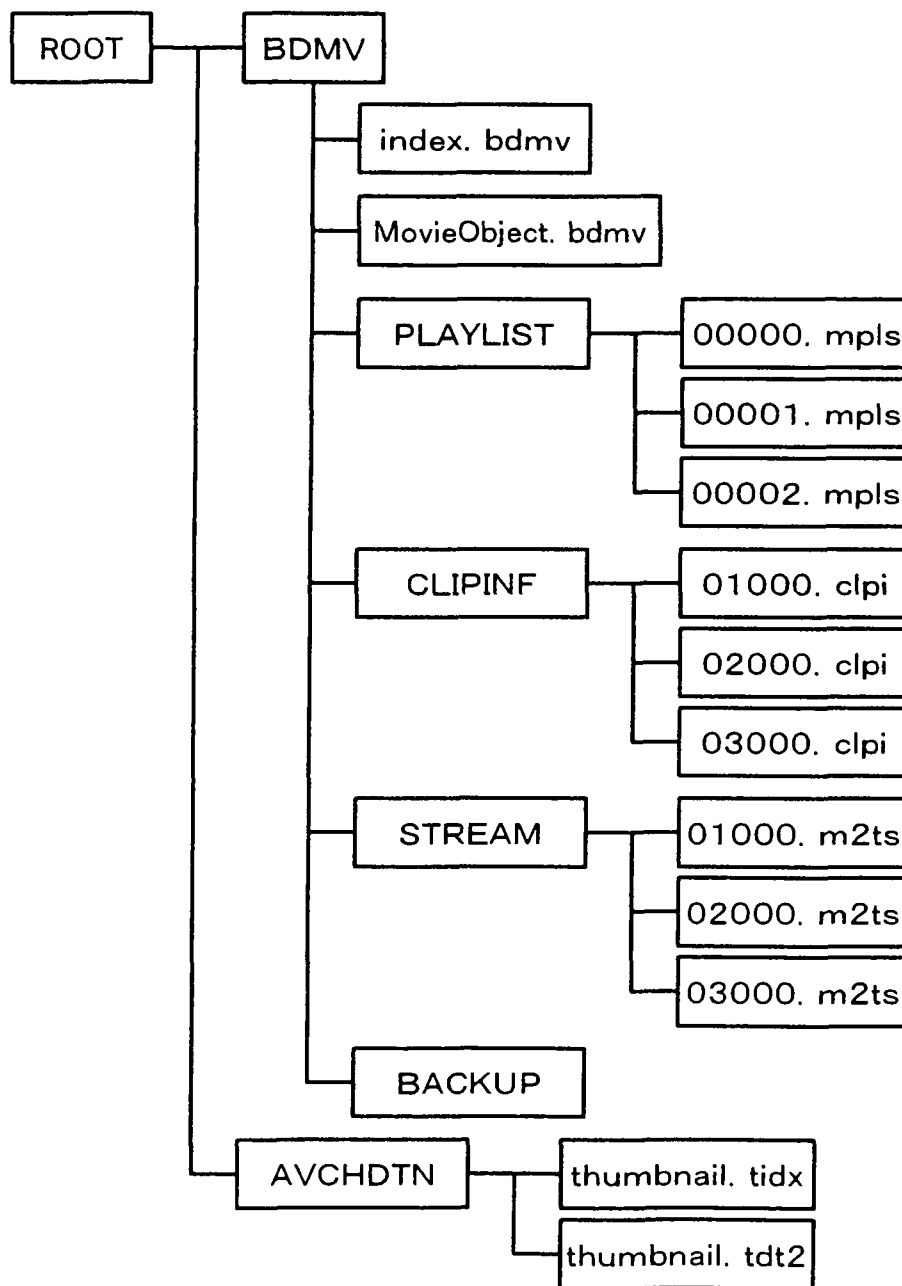 ROOT
BDMV
index. bdmv
MovieObject. bdmv
PLAYLIST
00000. mpls
00001. mpls
00002. mpls
CLIPINF
01000. clpi
02000. clpi
03000. clpi
STREAM
01000. m2ts
02000. m2ts
03000. m2ts
BACKUP
AVCHDTN
thumbnail. tidx
thumbnail. tdt2